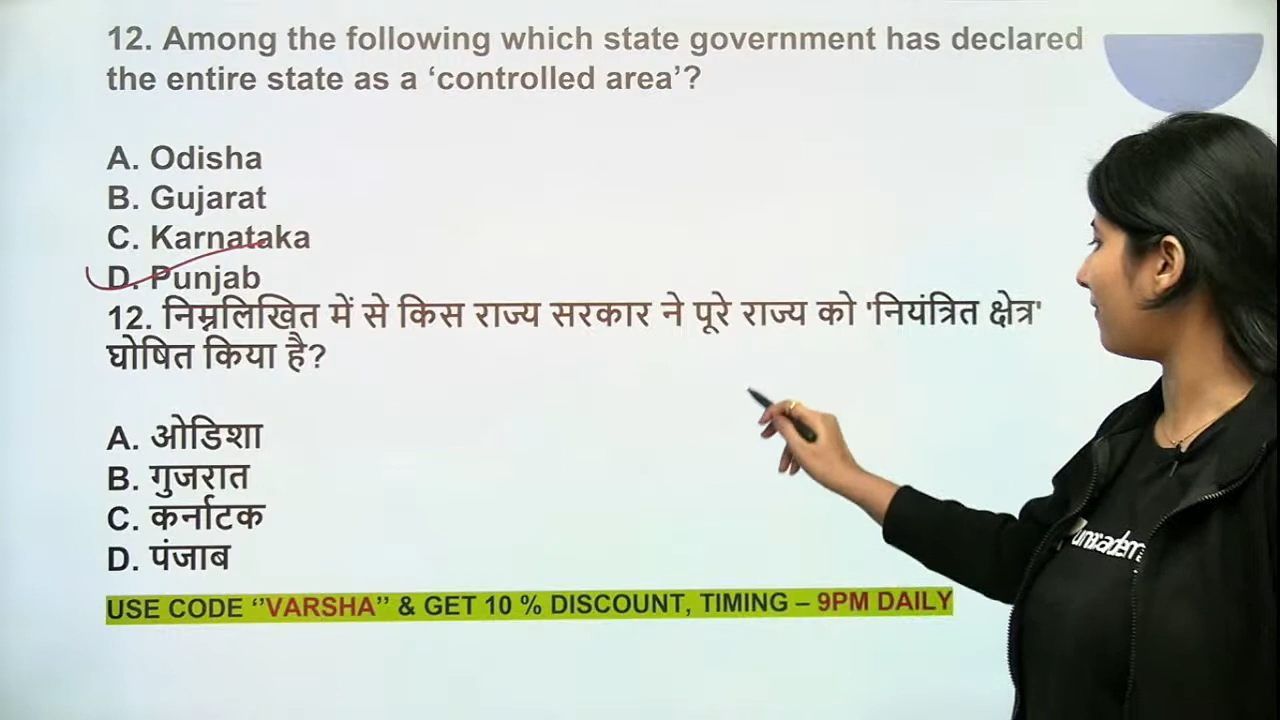 12. Among the following which state government has declared
the entire state as a ‘controlled area’?
A. Odisha
B. Gujarat
C. Karnataka
D. Punjab
12. निम्नलिखित में से किस राज्य सरकार ने पूरे राज्य को 'नियंत्रित क्षेत्र'
घोषित किया है?
A. ओडिशा
B. गुजरात
C. कर्नाटक
D. पंजाब
USE CODE ‘’VARSHA’’ & GET 10 % DISCOUNT, TIMING – 9PM DAILY
unacadem